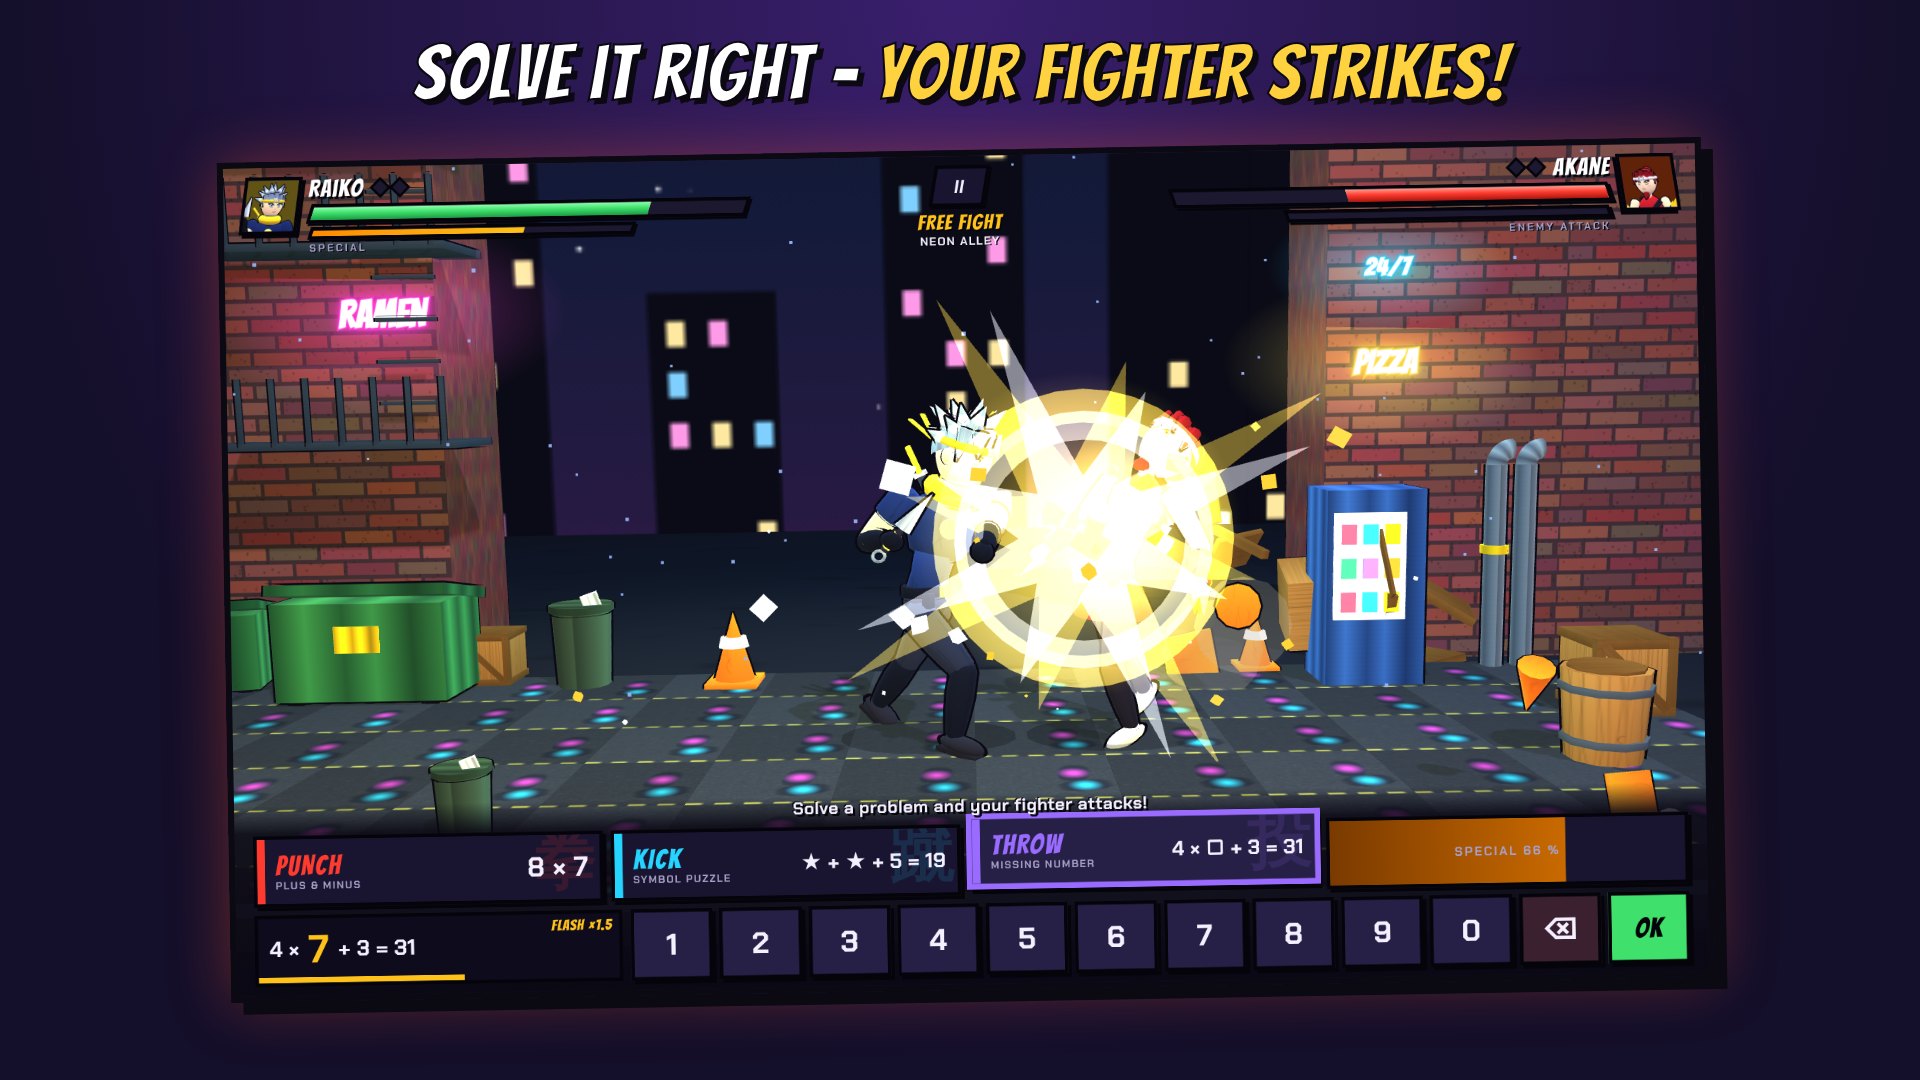 SOLVE IT RIGHT - YOUR FIGHTER STRIKES!
RAIKO
SPECIAL
FREE FIGHT
NEON ALLEY
AKANE
ENEMY ATTACK
RAMEN
24/7
PIZZA
Solve a problem and your fighter attacks!
PUNCH
PLUS & MINUS
8 × 7
拳
KICK
SYMBOL PUZZLE
★ + ★ + 5 = 19
蹴
THROW
MISSING NUMBER
4 × □ + 3 = 31
投
SPECIAL 66 %
FLASH ×1.5
4 × 7 + 3 = 31
1 2 3 4 5 6 7 8 9 0
OK